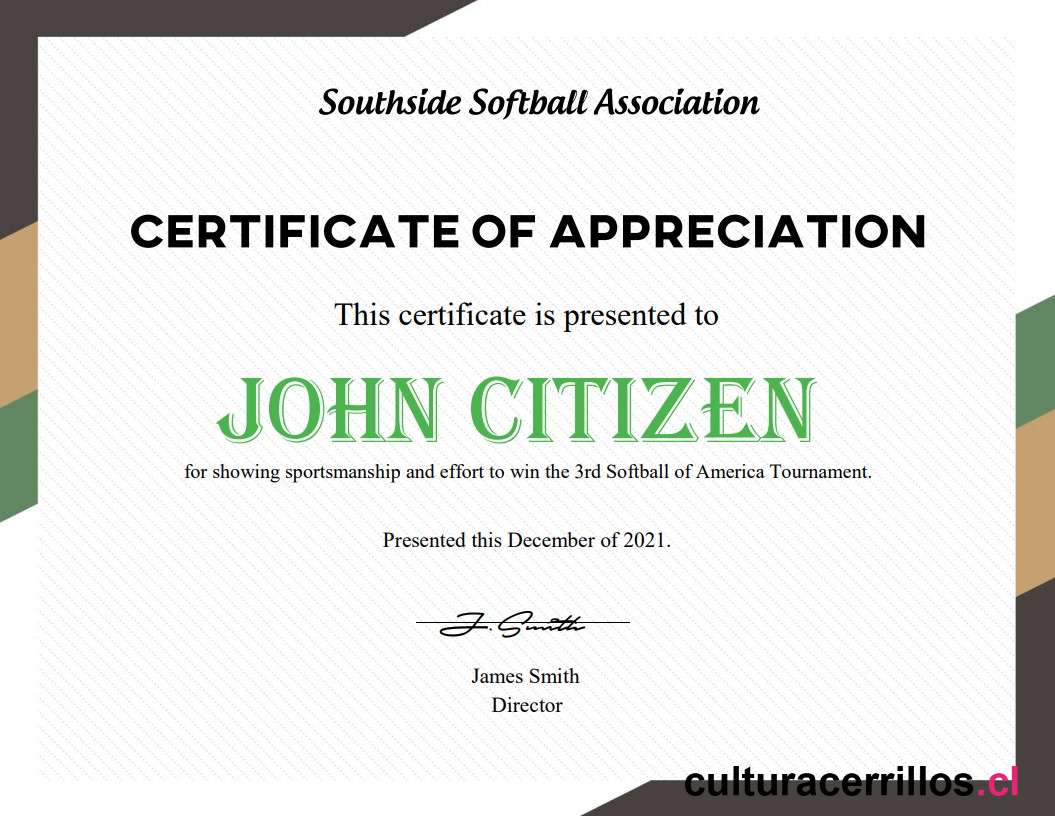 Southside Softball Association
CERTIFICATE OF APPRECIATION
This certificate is presented to
JOHN CITIZEN
for showing sportsmanship and effort to win the 3rd Softball of America Tournament.
Presented this December of 2021.
J. Smith
James Smith
Director
culturacerrillos.cl